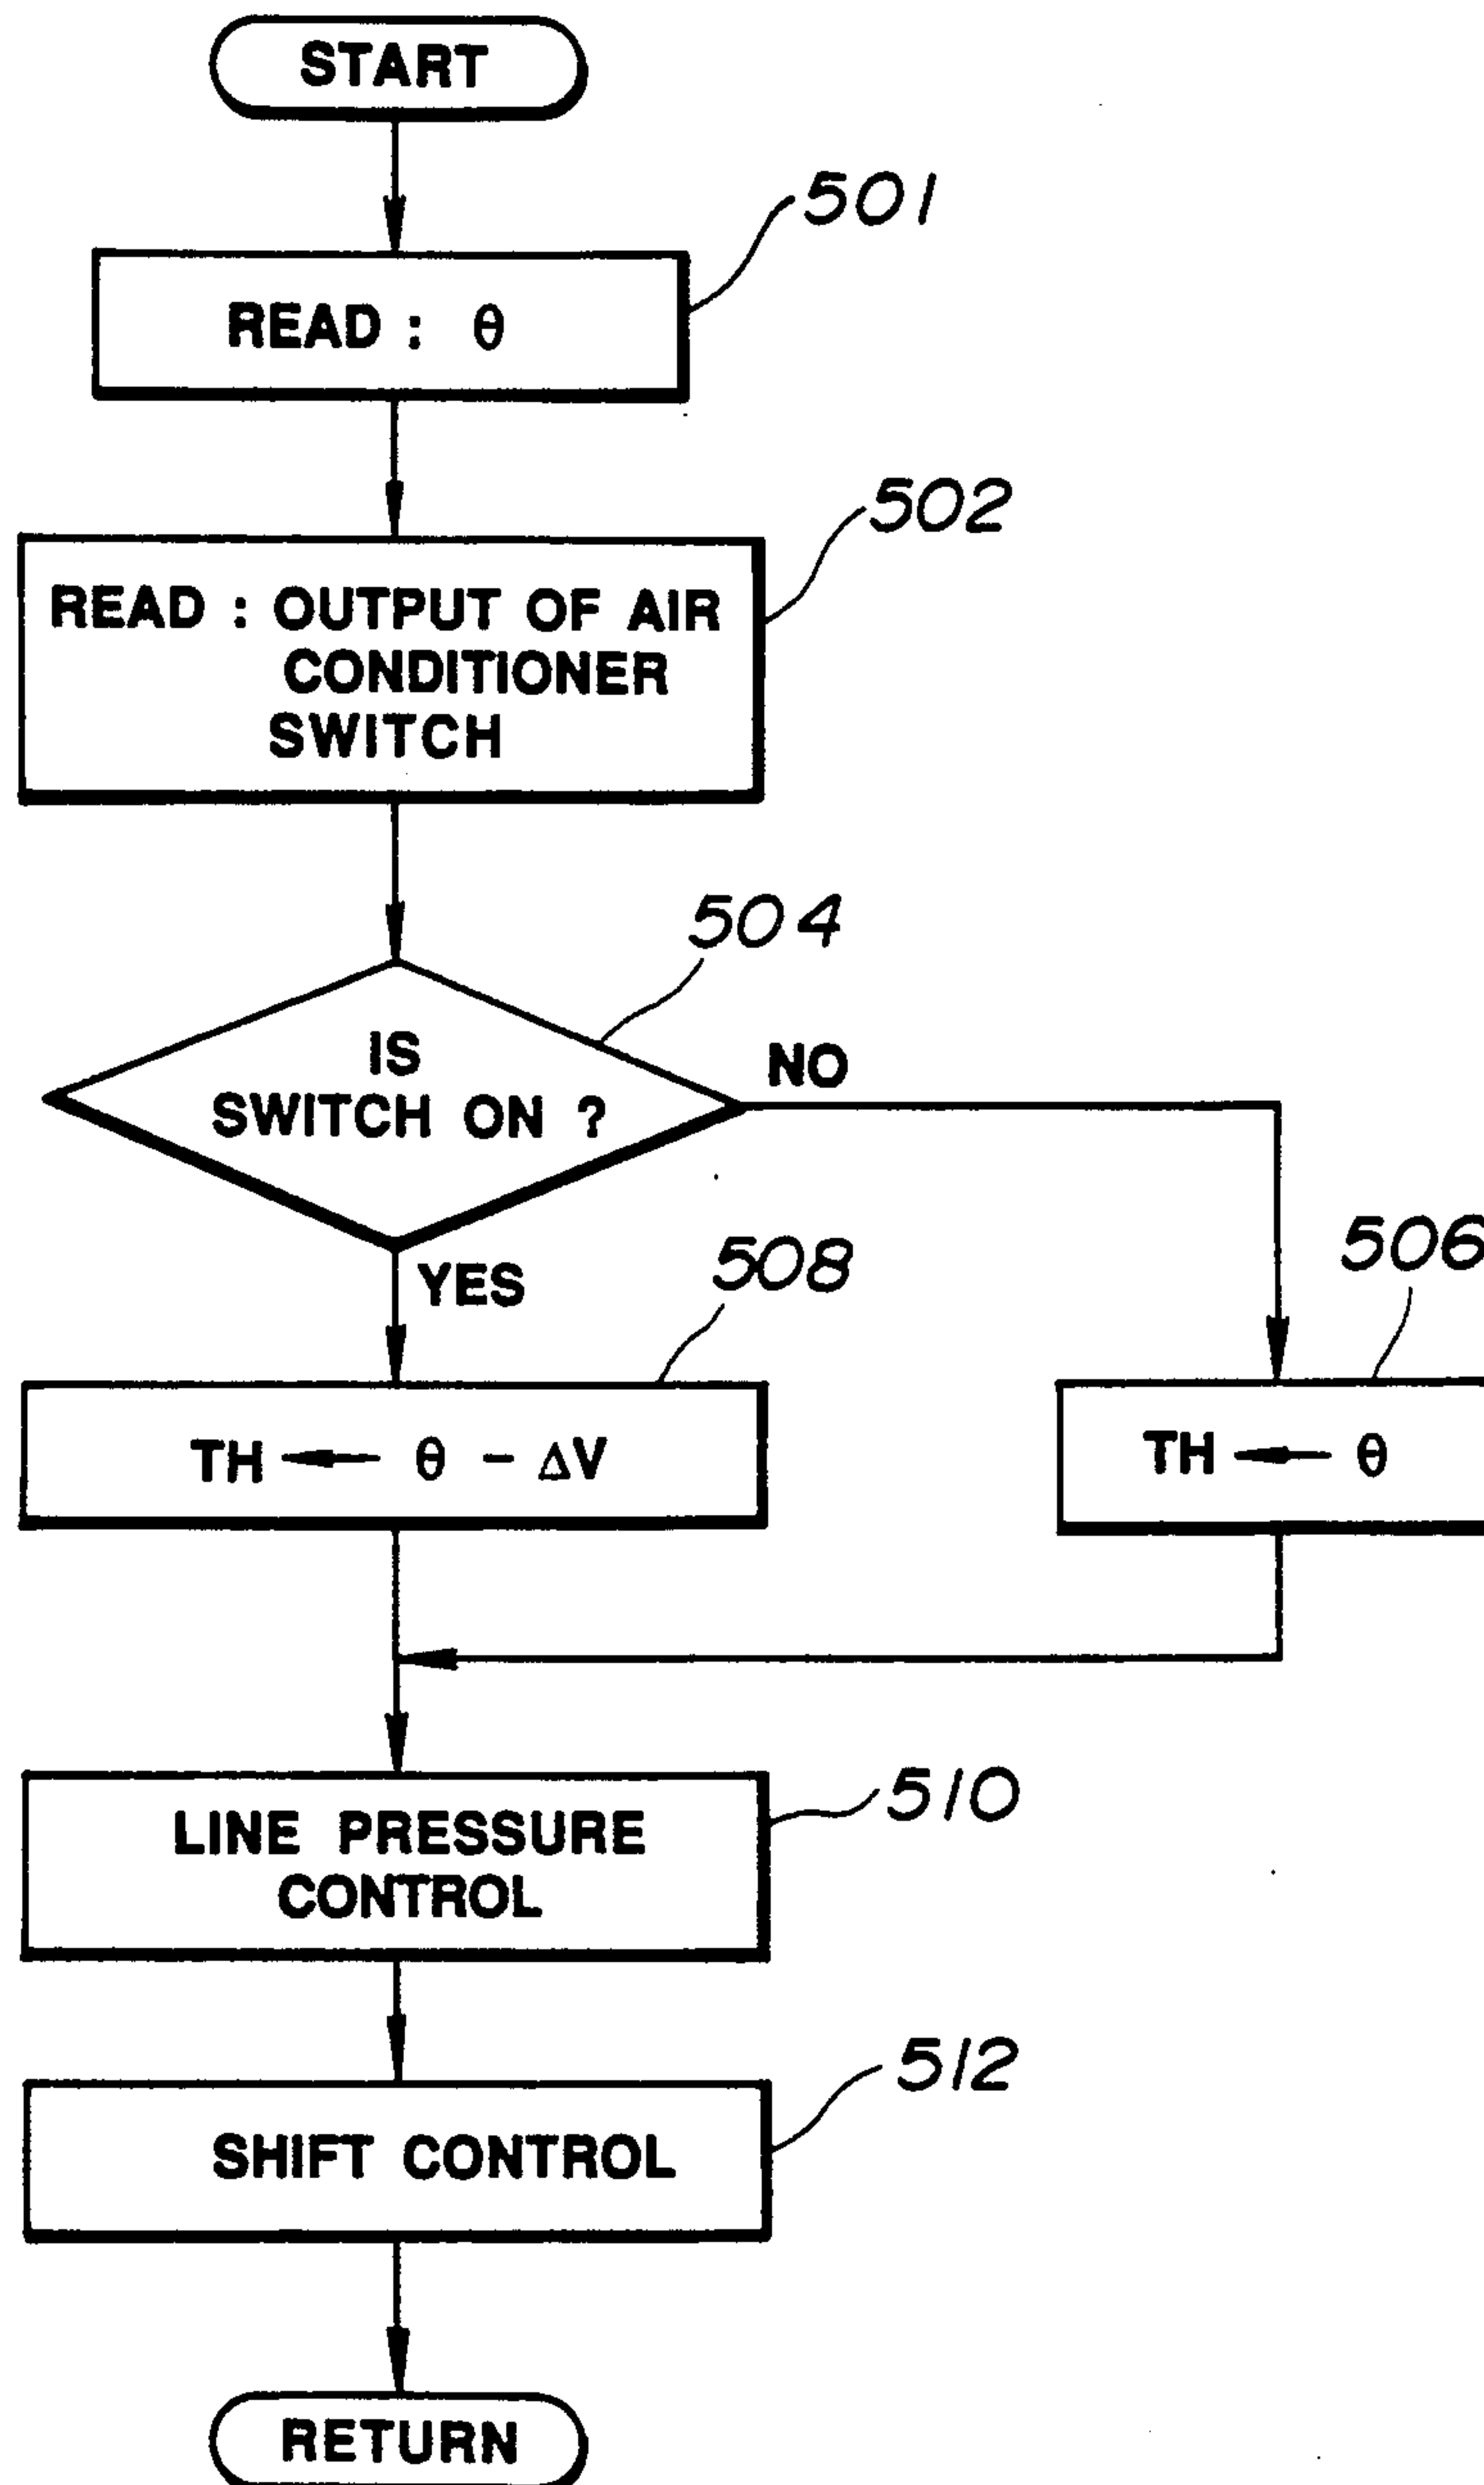 START
501
READ : θ
502
READ : OUTPUT OF AIR
CONDITIONER
SWITCH
504
IS
SWITCH ON ?
NO
YES
508
506
TH ← θ - ΔV
TH ← θ
510
LINE PRESSURE
CONTROL
512
SHIFT CONTROL
RETURN